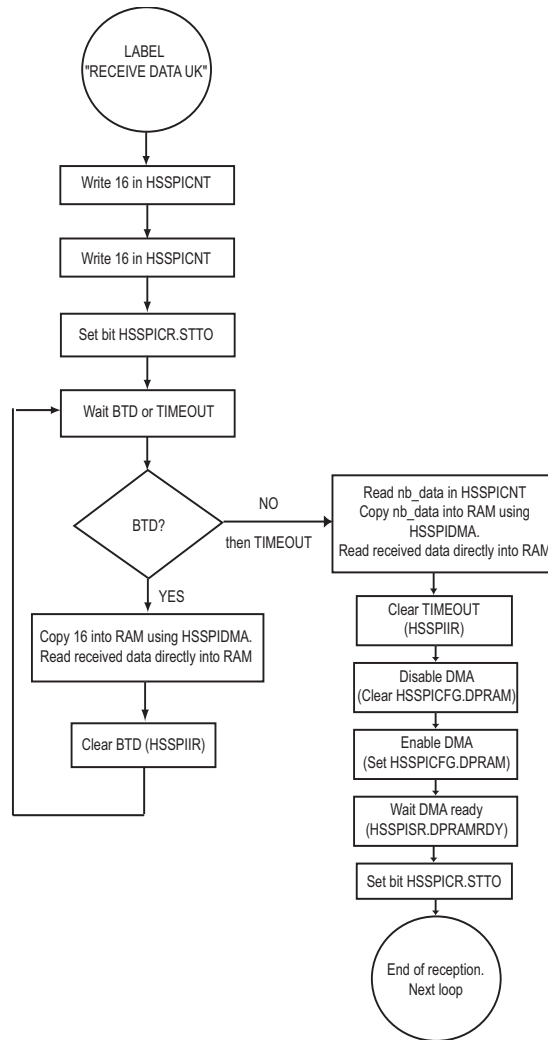 LABEL
"RECEIVE DATA UK"
Write 16 in HSSPICNT
Write 16 in HSSPICNT
Set bit HSSPICR.STTO
Wait BTD or TIMEOUT
BTD?
NO
then TIMEOUT
YES
Copy 16 into RAM using HSSPIDMA.
Read received data directly into RAM
Clear BTD (HSSPIIR)
Read nb_data in HSSPICNT
Copy nb_data into RAM using
HSSPIDMA.
Read received data directly into RAM
Clear TIMEOUT
(HSSPIIR)
Disable DMA
(Clear HSSPICFG.DPRAM)
Enable DMA
(Set HSSPICFG.DPRAM)
Wait DMA ready
(HSSPISR.DPRAMRDY)
Set bit HSSPICR.STTO
End of reception.
Next loop